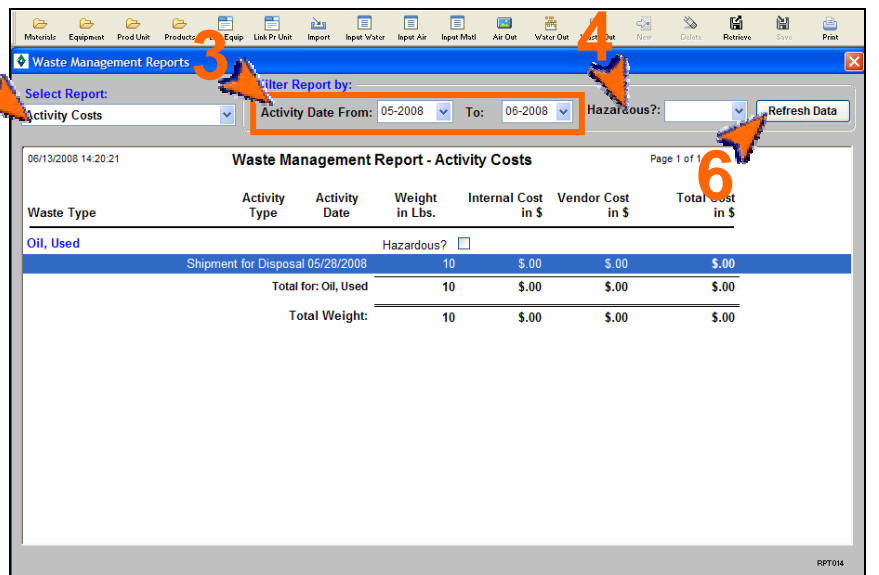 Materials Equipment Prod Unit Products Equip Link Pr Unit Import Input Water Input Air Input Matl Air Out Water Out Out New Delete Retrieve Save Print
Waste Management Reports
3
4
Select Report:
Filter Report by:
Activity Costs
Activity Date From: 05-2008 To: 06-2008 Hazardous?: Refresh Data
6
06/13/2008 14:20:21 Waste Management Report - Activity Costs Page 1 of 1
Activity Activity Weight Internal Cost Vendor Cost Total Cost
Waste Type Type Date in Lbs. in $ in $ in $
Oil, Used Hazardous?
Shipment for Disposal 05/28/2008 10 $.00 $.00 $.00
Total for: Oil, Used 10 $.00 $.00 $.00
Total Weight: 10 $.00 $.00 $.00
RPT014